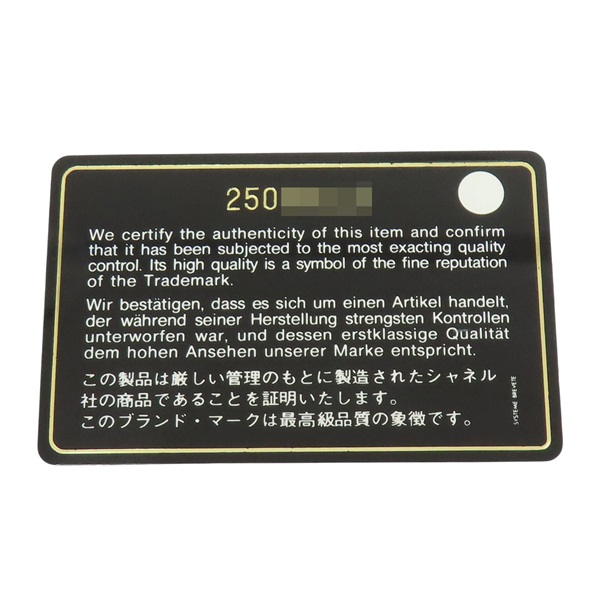 250
We certify the authenticity of this item and confirm
that it has been subjected to the most exacting quality
control. Its high quality is a symbol of the fine reputation
of the Trademark.
Wir bestätigen, dass es sich um einen Artikel handelt,
der während seiner Herstellung strengsten Kontrollen
unterworfen war, und dessen erstklassige Qualität
dem hohen Ansehen unserer Marke entspricht.
この製品は厳しい管理のもとに製造されたシャネル
社の商品であることを証明いたします。
このブランド・マークは最高級品質の象徴です。
SYSTEME BREVETE